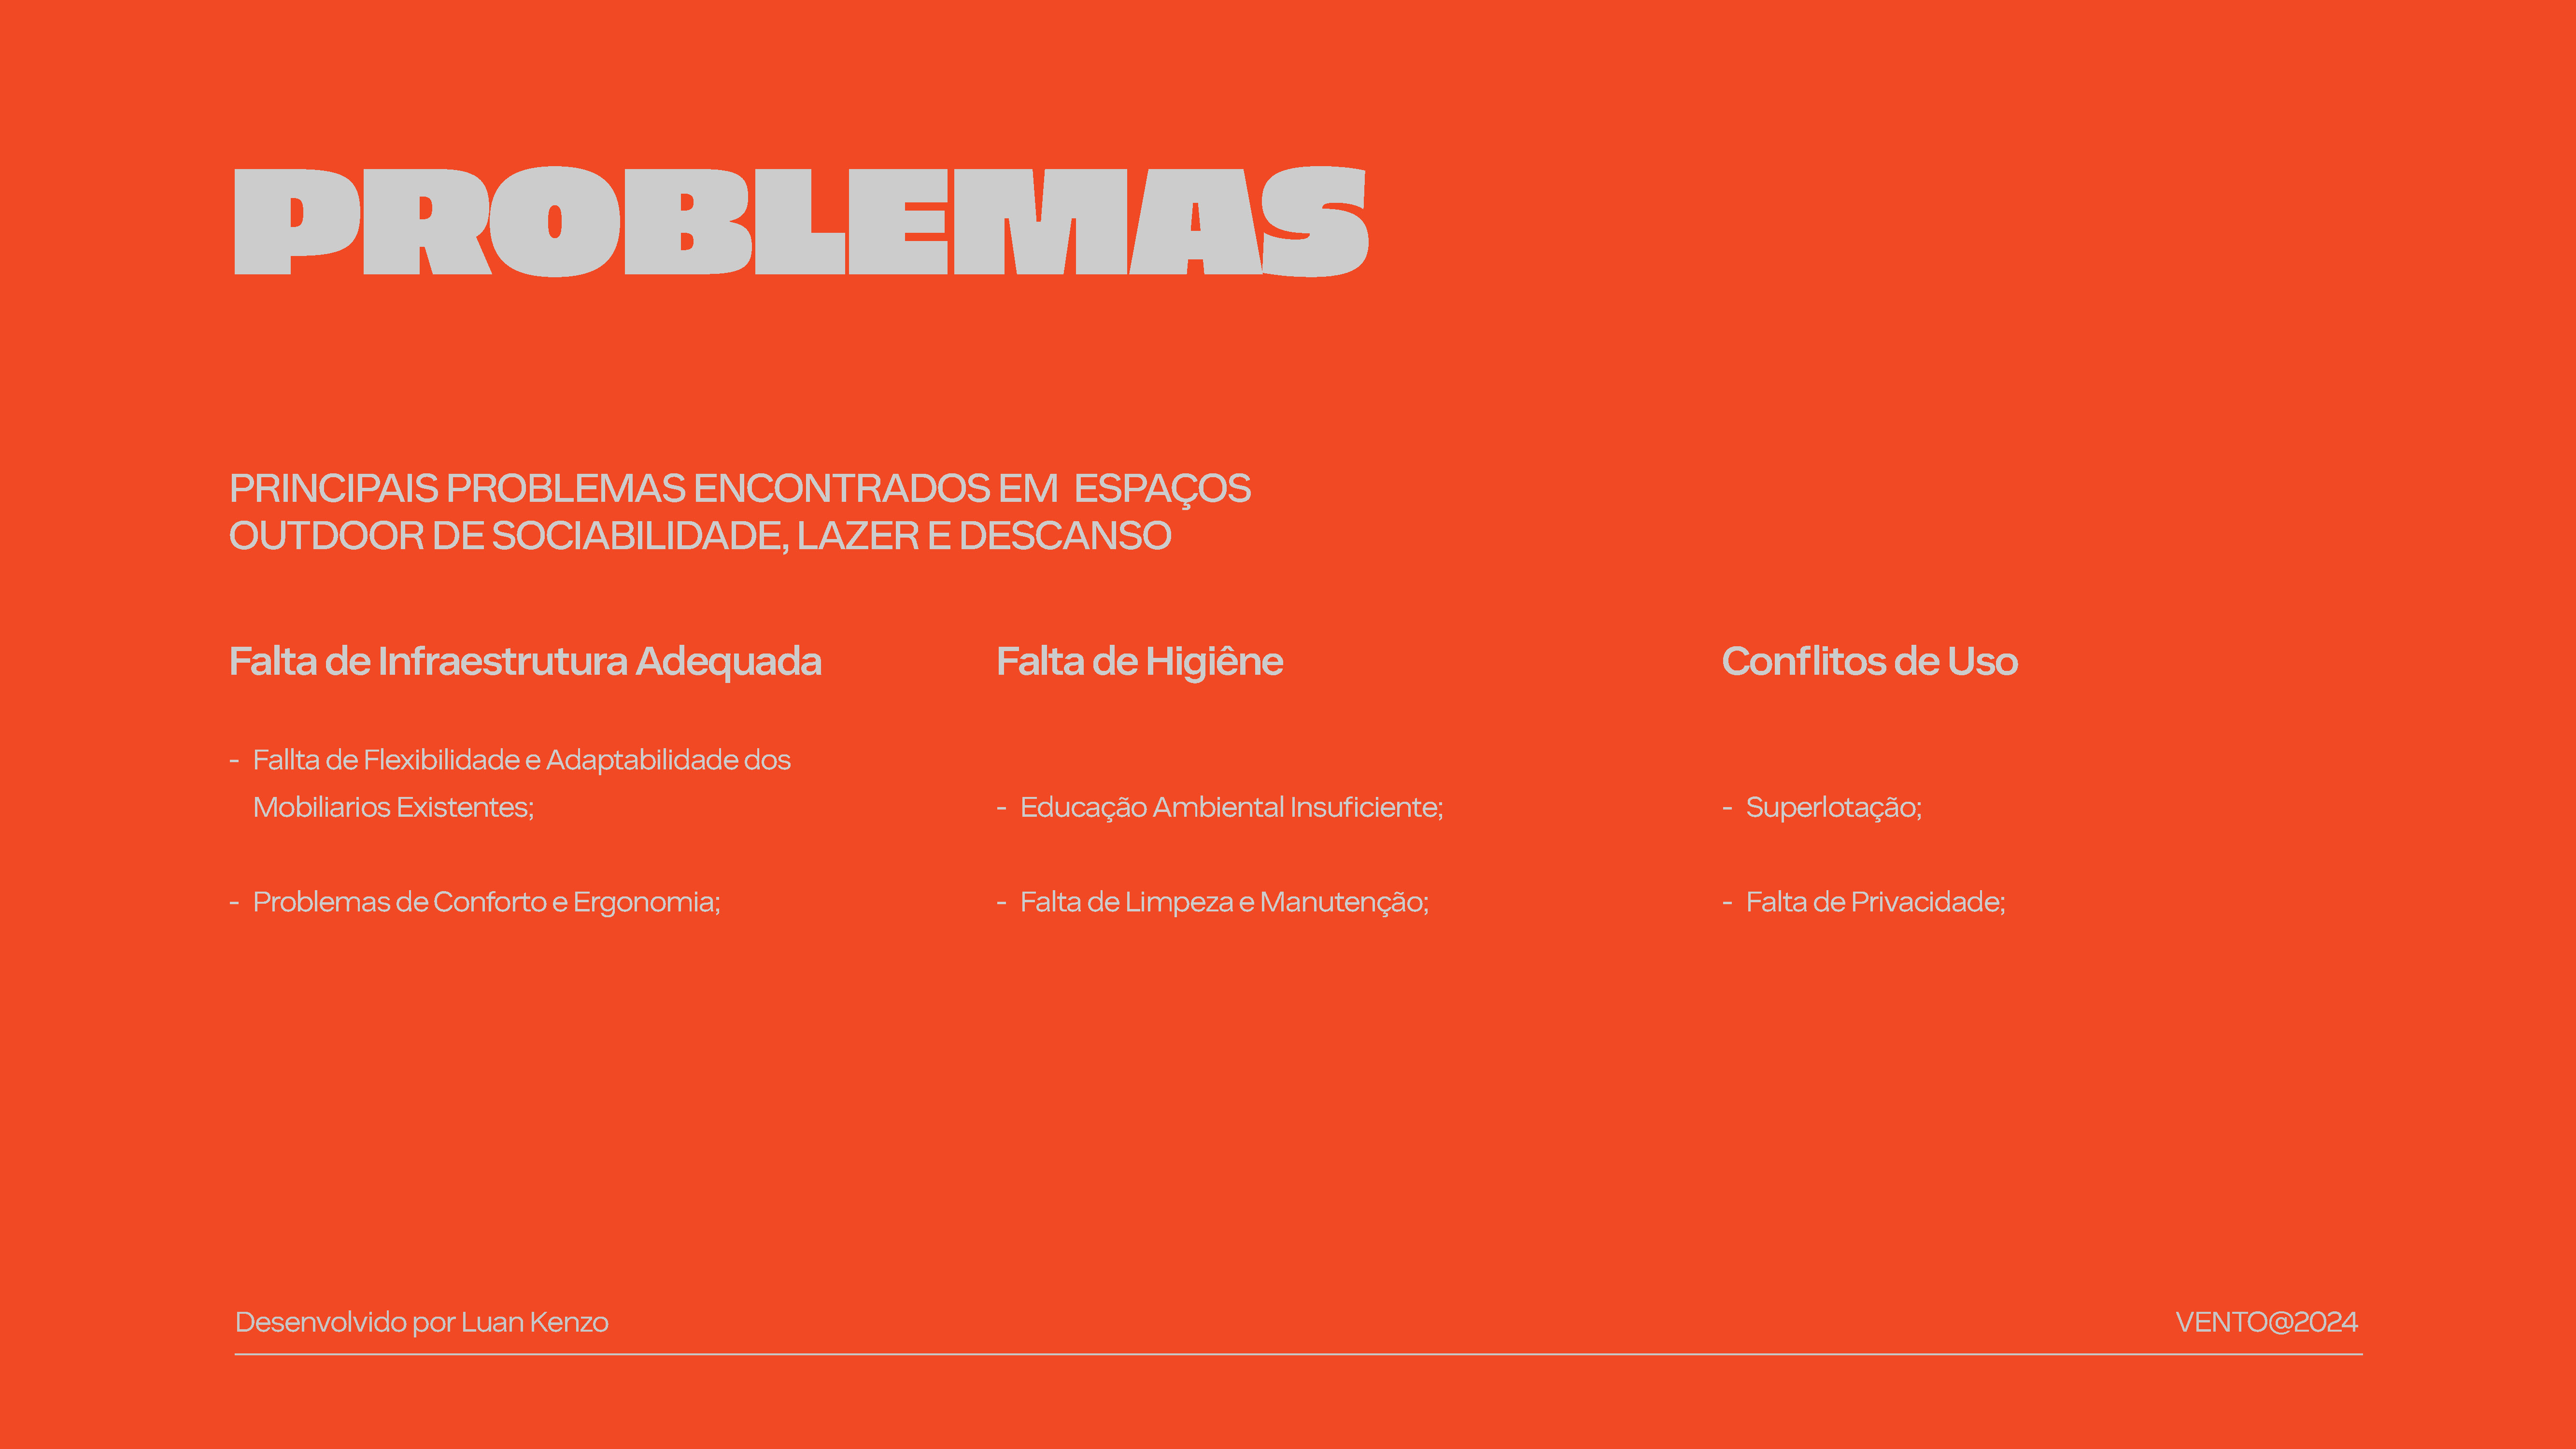 PROBLEMAS
PRINCIPAIS PROBLEMAS ENCONTRADOS EM ESPAÇOS
OUTDOOR DE SOCIABILIDADE, LAZER E DESCANSO
Falta de Infraestrutura Adequada
- Fallta de Flexibilidade e Adaptabilidade dos
Mobiliarios Existentes;
- Problemas de Conforto e Ergonomia;
Falta de Higiêne
- Educação Ambiental Insuficiente;
- Falta de Limpeza e Manutenção;
Conflitos de Uso
- Superlotação;
- Falta de Privacidade;
Desenvolvido por Luan Kenzo
VENTO@2024